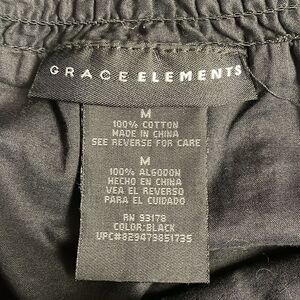 GRACE ELEMENTS
M
100% COTTON
MADE IN CHINA
SEE REVERSE FOR CARE
M
100% ALGODON
HECHO EN CHINA
VEA EL REVERSO
PARA EL CUIDADO
RN 93178
COLOR:BLACK
UPC#829479851735